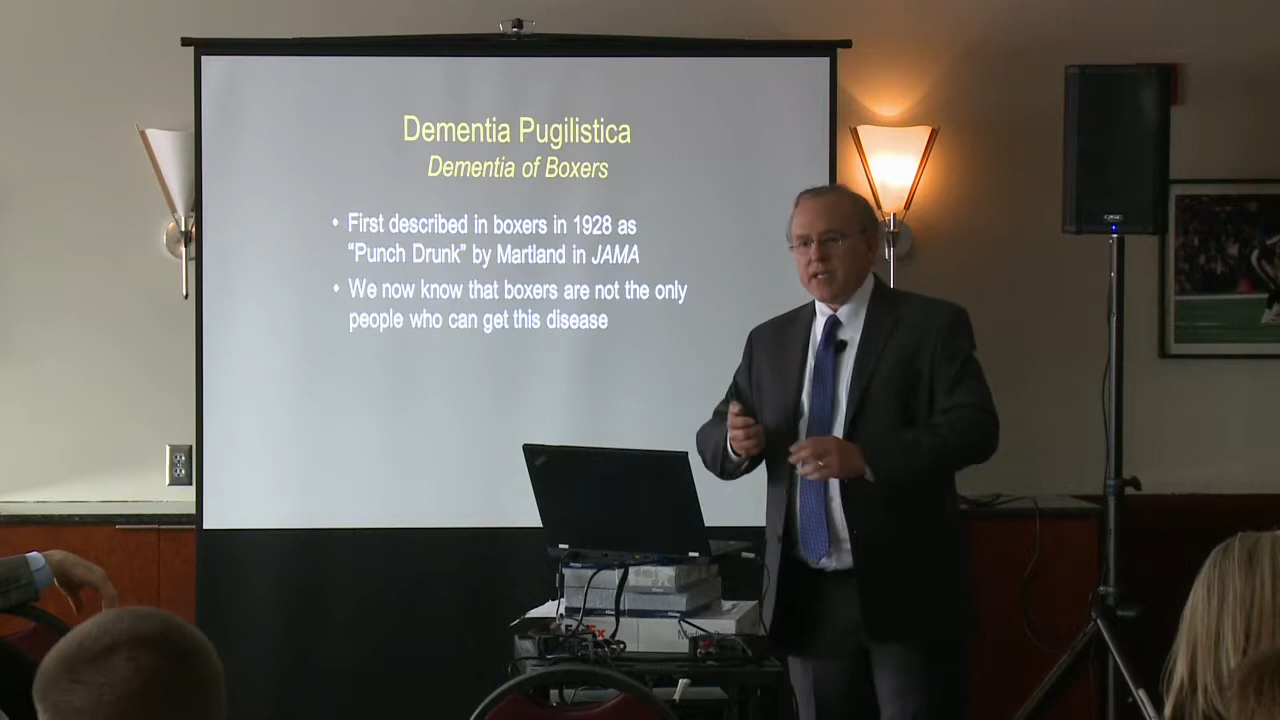 Dementia Pugilistica
Dementia of Boxers
• First described in boxers in 1928 as
“Punch Drunk” by Martland in JAMA
• We now know that boxers are not the only
people who can get this disease
FedEx